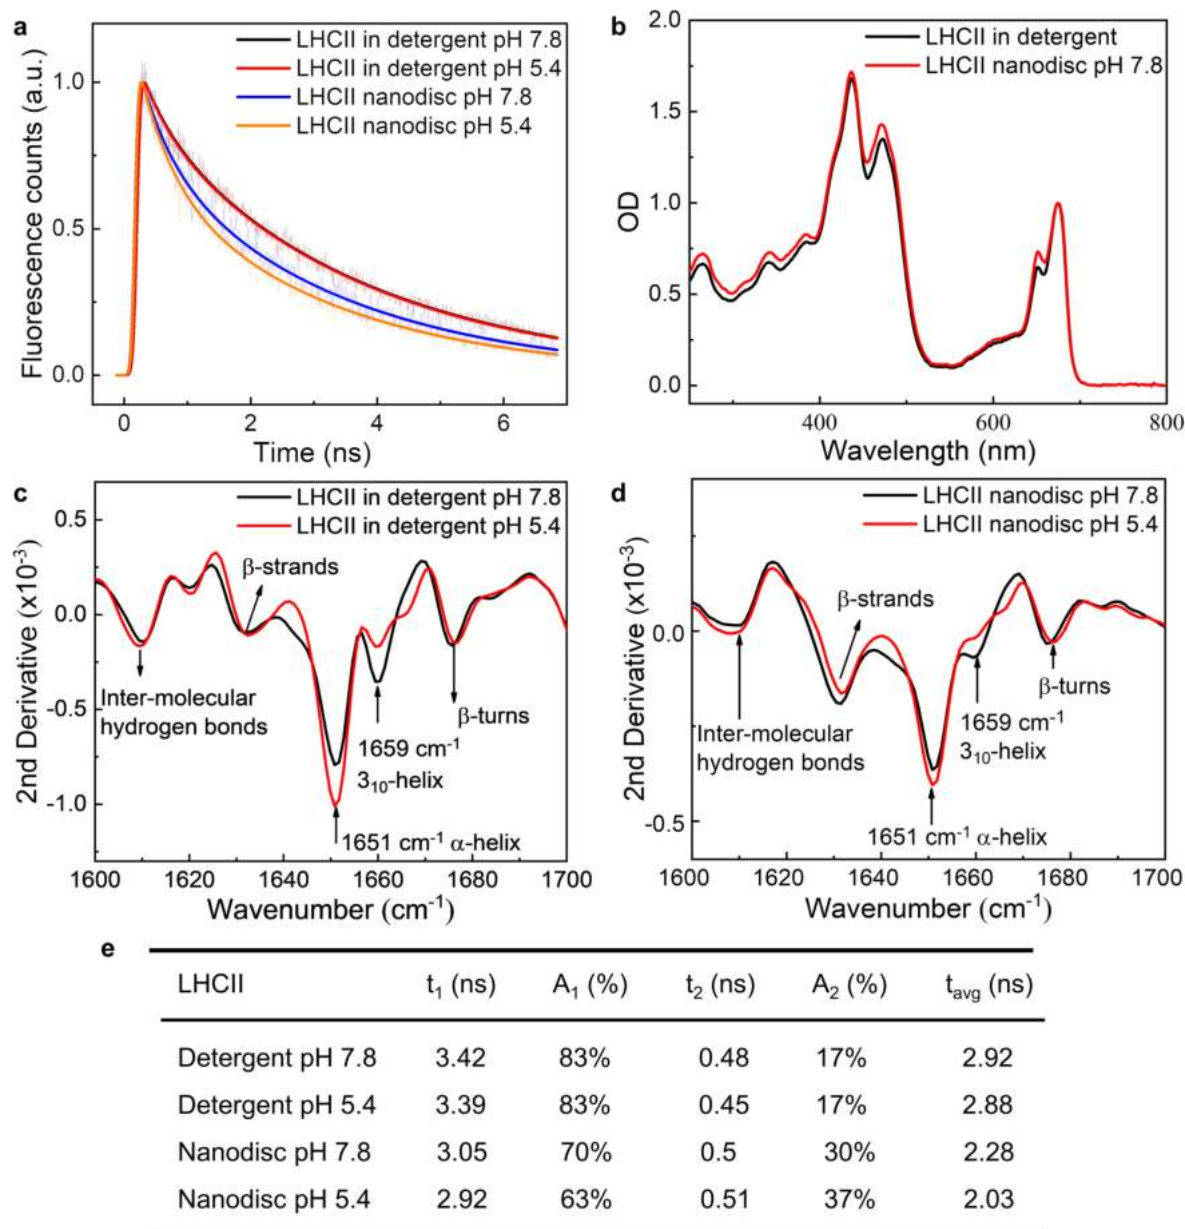 a
LHCII in detergent pH 7.8
LHCII in detergent pH 5.4
LHCII nanodisc pH 7.8
LHCII nanodisc pH 5.4
Fluorescence counts (a.u.)
1.0
0.5
0.0
0 2 4 6
Time (ns)
b
LHCII in detergent
LHCII nanodisc pH 7.8
OD
2.0
1.5
1.0
0.5
0.0
400 600 800
Wavelength (nm)
c
LHCII in detergent pH 7.8
LHCII in detergent pH 5.4
2nd Derivative (x10⁻³)
0.5
0.0
-0.5
-1.0
β-strands
Inter-molecular
hydrogen bonds
β-turns
1659 cm⁻¹
3₁₀-helix
1651 cm⁻¹ α-helix
1600 1620 1640 1660 1680 1700
Wavenumber (cm⁻¹)
d
LHCII nanodisc pH 7.8
LHCII nanodisc pH 5.4
2nd Derivative (x10⁻³)
0.0
-0.5
β-strands
β-turns
Inter-molecular
hydrogen bonds
1659 cm⁻¹
3₁₀-helix
1651 cm⁻¹ α-helix
1600 1620 1640 1660 1680 1700
Wavenumber (cm⁻¹)
e
LHCII t₁ (ns) A₁ (%) t₂ (ns) A₂ (%) tavg (ns)
Detergent pH 7.8 3.42 83% 0.48 17% 2.92
Detergent pH 5.4 3.39 83% 0.45 17% 2.88
Nanodisc pH 7.8 3.05 70% 0.5 30% 2.28
Nanodisc pH 5.4 2.92 63% 0.51 37% 2.03